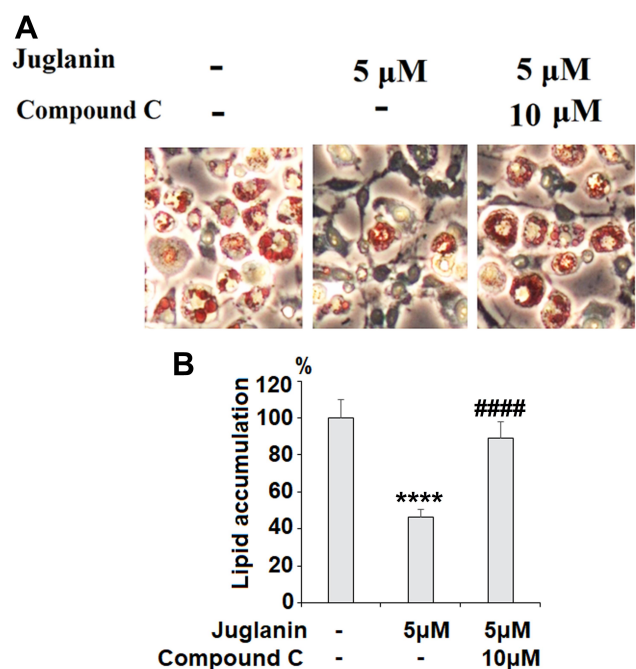 A
Juglanin - 5 µM 5 µM
Compound C - - 10 µM
B
%
120
100
80
60
40
20
0
Lipid accumulation
****
####
Juglanin - 5µM 5µM
Compound C - - 10µM